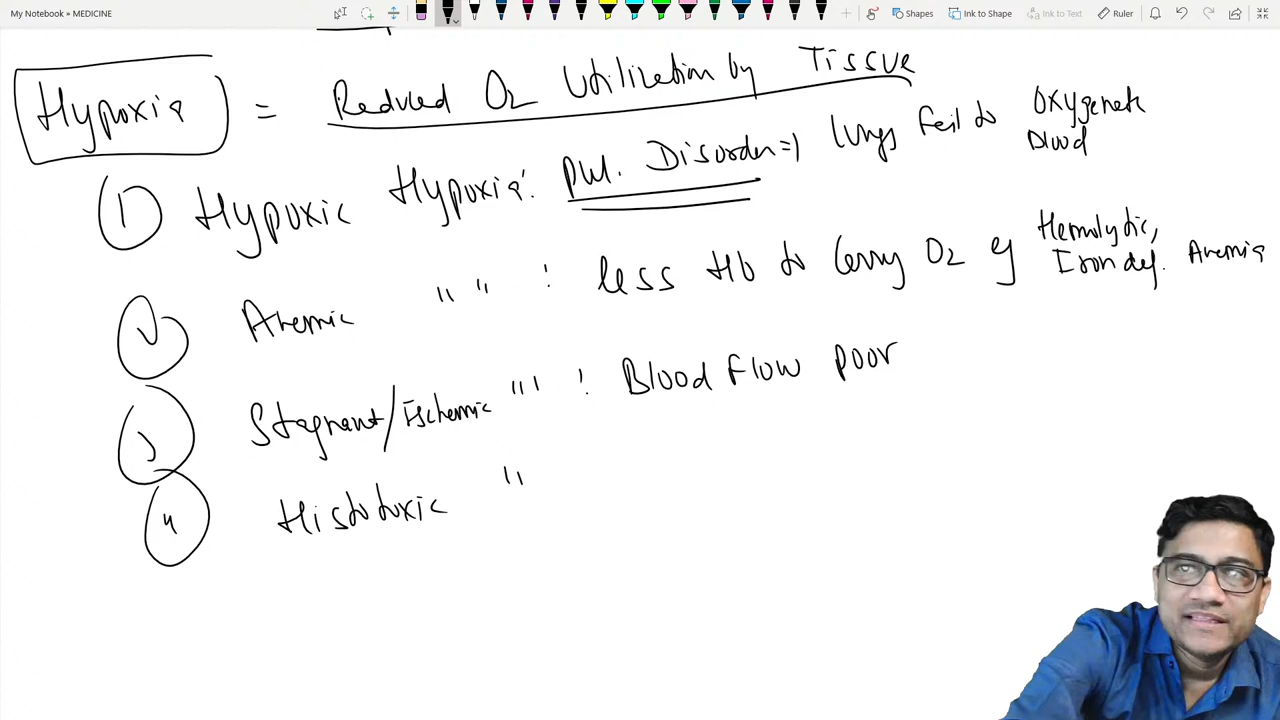 My Notebook » MEDICINE
Shapes Ink to Shape Ink to Text Ruler
Hypoxia = Reduced O2 Utilization by Tissue
1 Hypoxic Hypoxia: Pul. Disorder => lungs fail to Oxygenate Blood
2 Anemic " " : less Hb to Carry O2 eg Hemolytic, Iron def. Anemia
3 Stagnant/Ischemic " " : Blood Flow poor
4 Histotoxic "